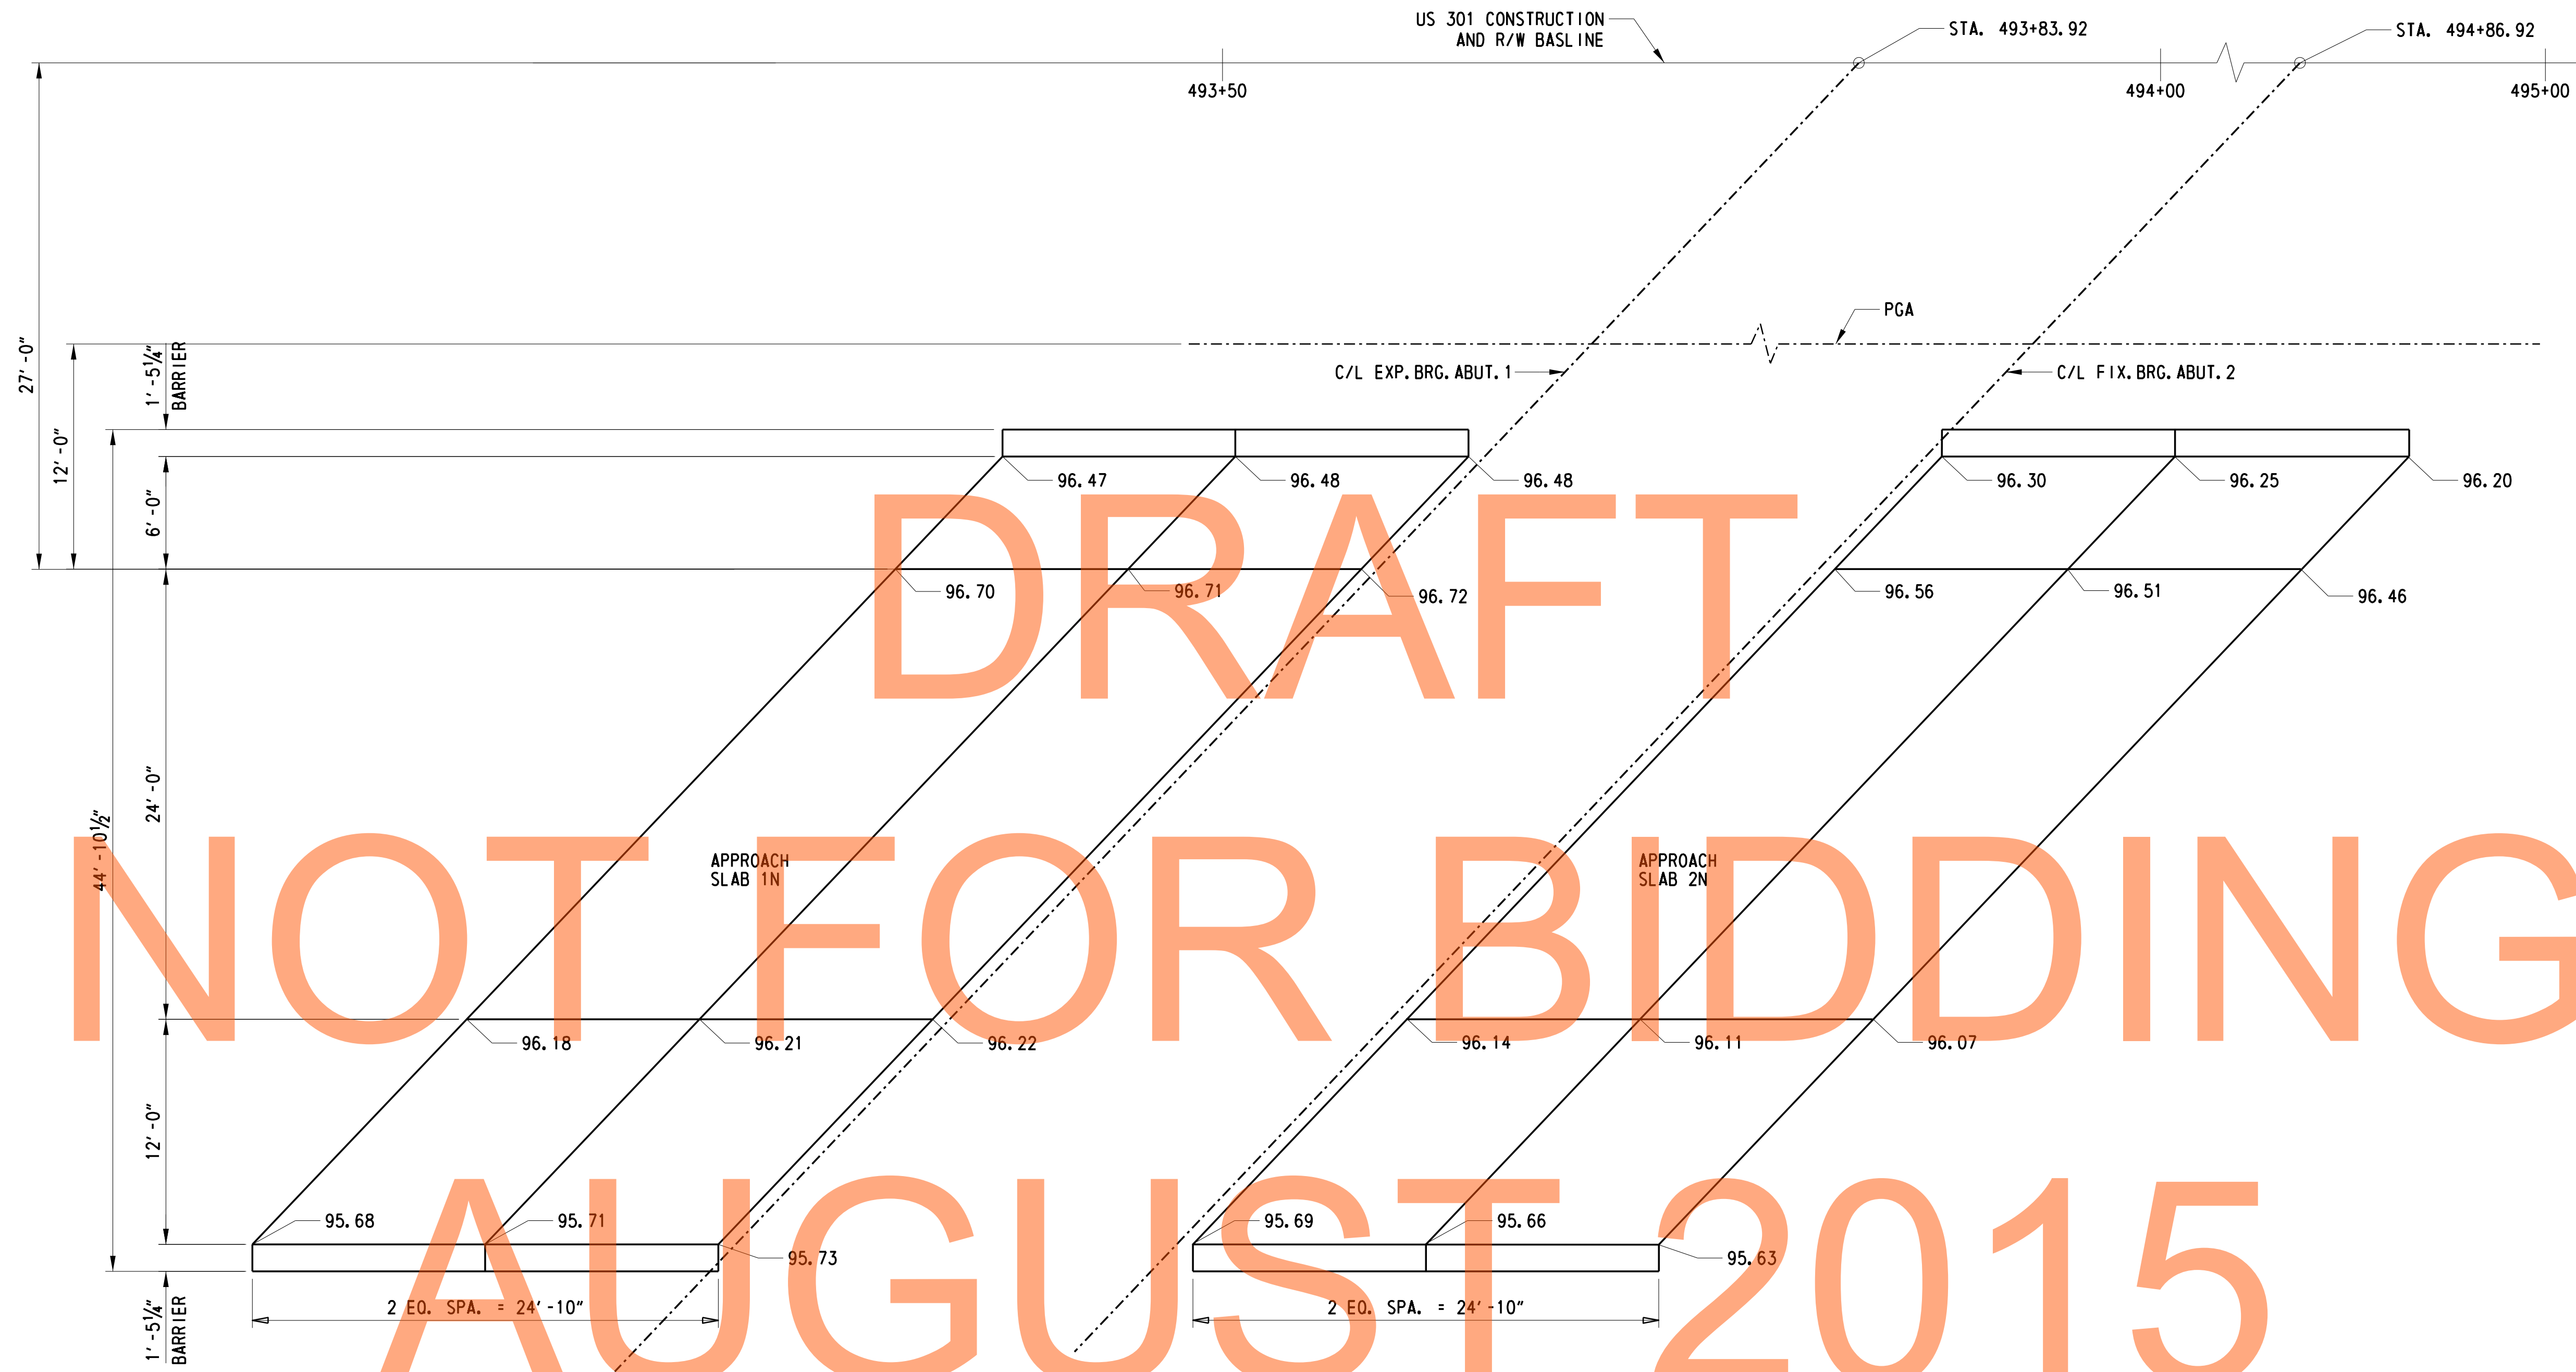 US 301 CONSTRUCTION
AND R/W BASLINE
STA. 493+83.92
STA. 494+86.92
493+50
494+00
495+00
PGA
27'-0"
12'-0"
1'-5¼"
BARRIER
C/L EXP.BRG.ABUT.1
C/L FIX.BRG.ABUT.2
6'-0"
96.47
96.48
96.48
96.30
96.25
96.20
96.70
96.71
96.72
96.56
96.51
96.46
DRAFT
24'-0"
44'-10½"
APPROACH
SLAB 1N
APPROACH
SLAB 2N
NOT FOR BIDDING
96.18
96.21
96.22
96.14
96.11
96.07
12'-0"
95.68
95.71
95.73
95.69
95.66
95.63
AUGUST 2015
2 EQ. SPA. = 24'-10"
2 EQ. SPA. = 24'-10"
1'-5¼"
BARRIER